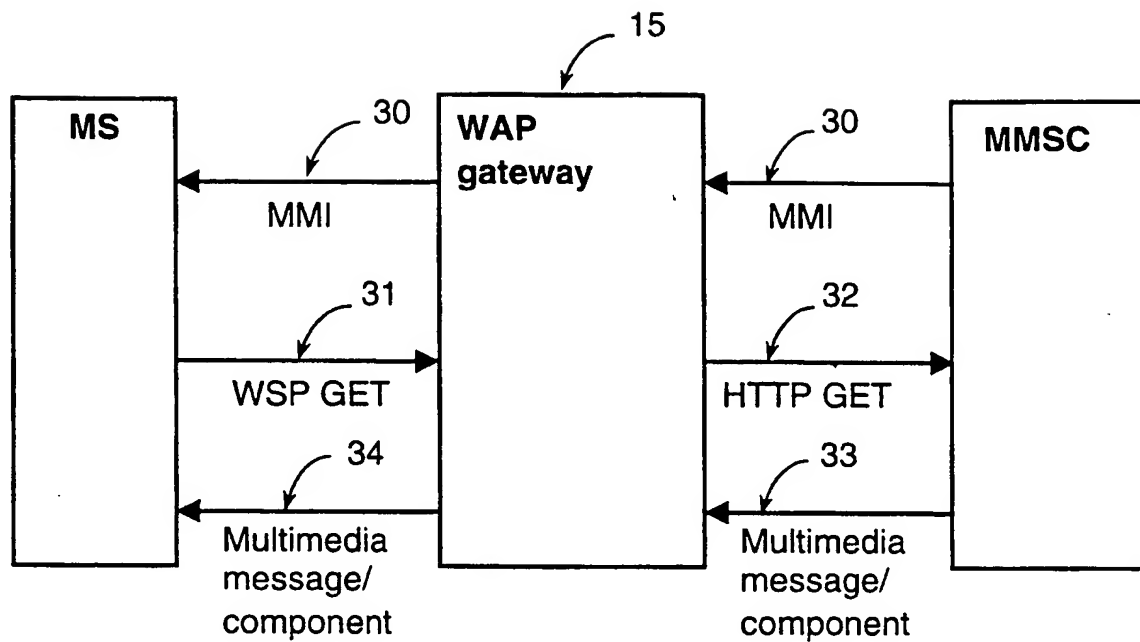 15
MS
30
WAP
gateway
30
MMSC
MMI
MMI
31
32
WSP GET
HTTP GET
34
33
Multimedia
message/
component
Multimedia
message/
component